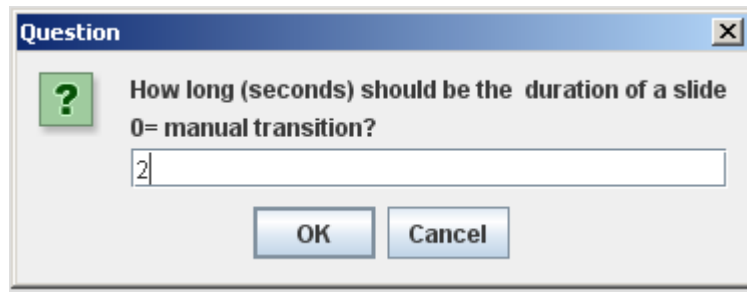 Question
How long (seconds) should be the duration of a slide
0= manual transition?
2
OK Cancel